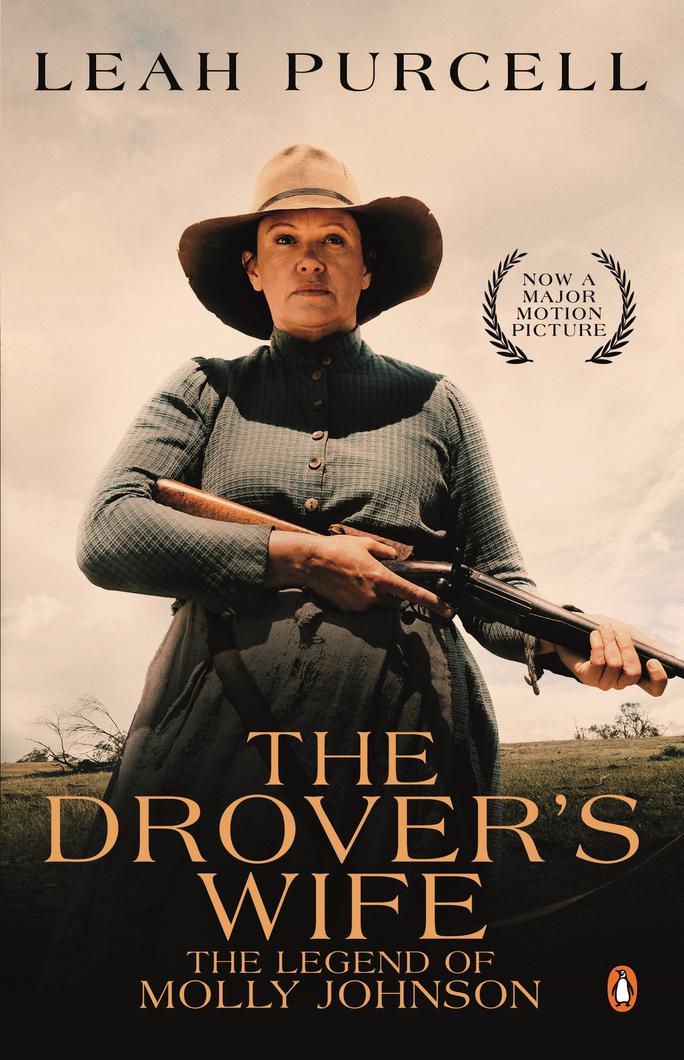 LEAH PURCELL
NOW A
MAJOR
MOTION
PICTURE
THE
DROVER'S
WIFE
THE LEGEND OF
MOLLY JOHNSON